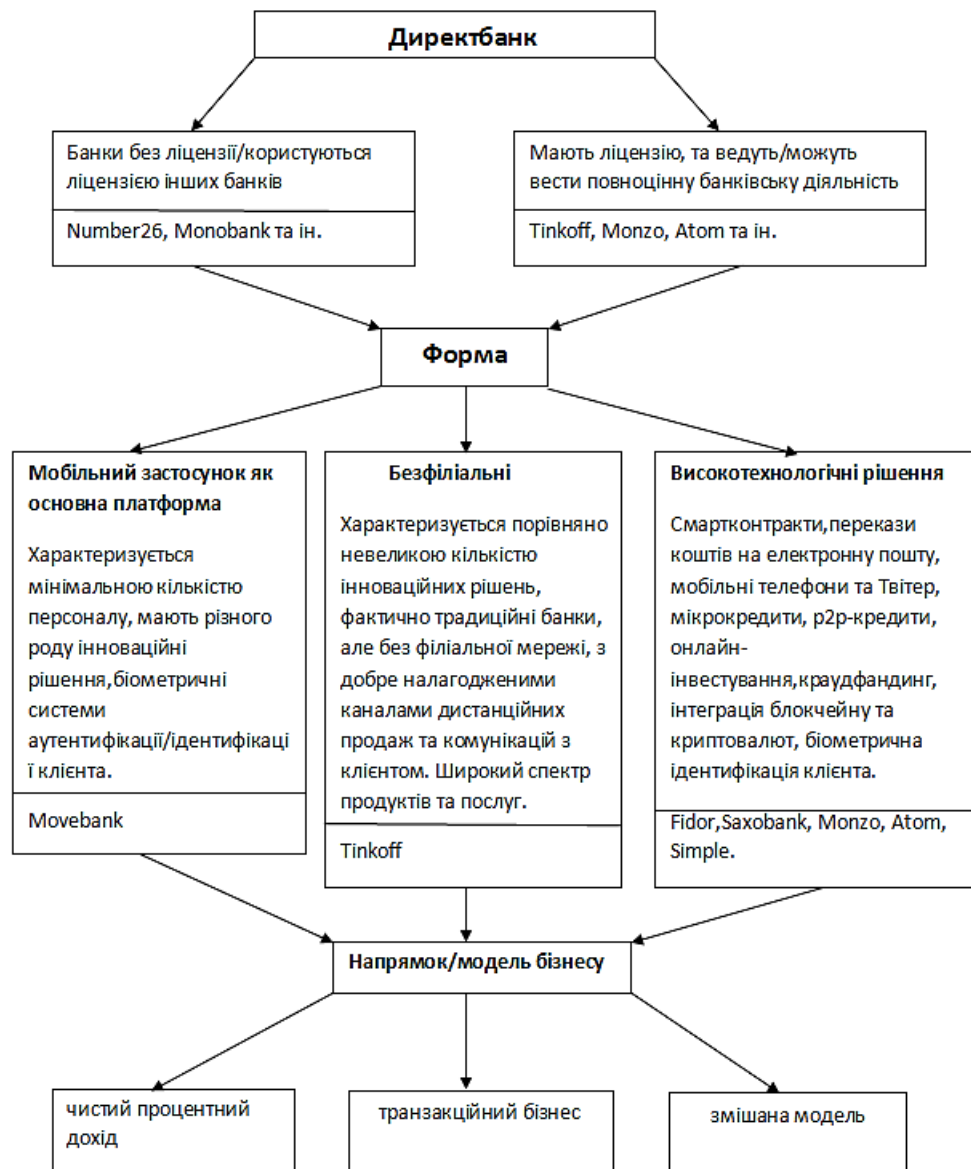 Директбанк
Банки без ліцензії/користуються
ліцензією інших банків
Number26, Monobank та ін.
Мають ліцензію, та ведуть/можуть
вести повноцінну банківську діяльність
Tinkoff, Monzo, Atom та ін.
Форма
Мобільний застосунок як
основна платформа
Характеризується
мінімальною кількістю
персоналу, мають різного
роду інноваційні
рішення,біометричні
системи
аутентифікації/ідентифікаці
ї клієнта.
Movebank
Безфіліальні
Характеризується порівняно
невеликою кількістю
інноваційних рішень,
фактично традиційні банки,
але без філіальної мережі, з
добре налагодженими
каналами дистанційних
продаж та комунікацій з
клієнтом. Широкий спектр
продуктів та послуг.
Tinkoff
Високотехнологічні рішення
Смартконтракти,перекази
коштів на електронну пошту,
мобільні телефони та Твітер,
мікрокредити, р2р-кредити,
онлайн-
інвестування,краудфандинг,
інтеграція блокчейну та
криптовалют, біометрична
ідентифікація клієнта.
Fidor,Saxobank, Monzo, Atom,
Simple.
Напрямок/модель бізнесу
чистий процентний
дохід
транзакційний бізнес
змішана модель